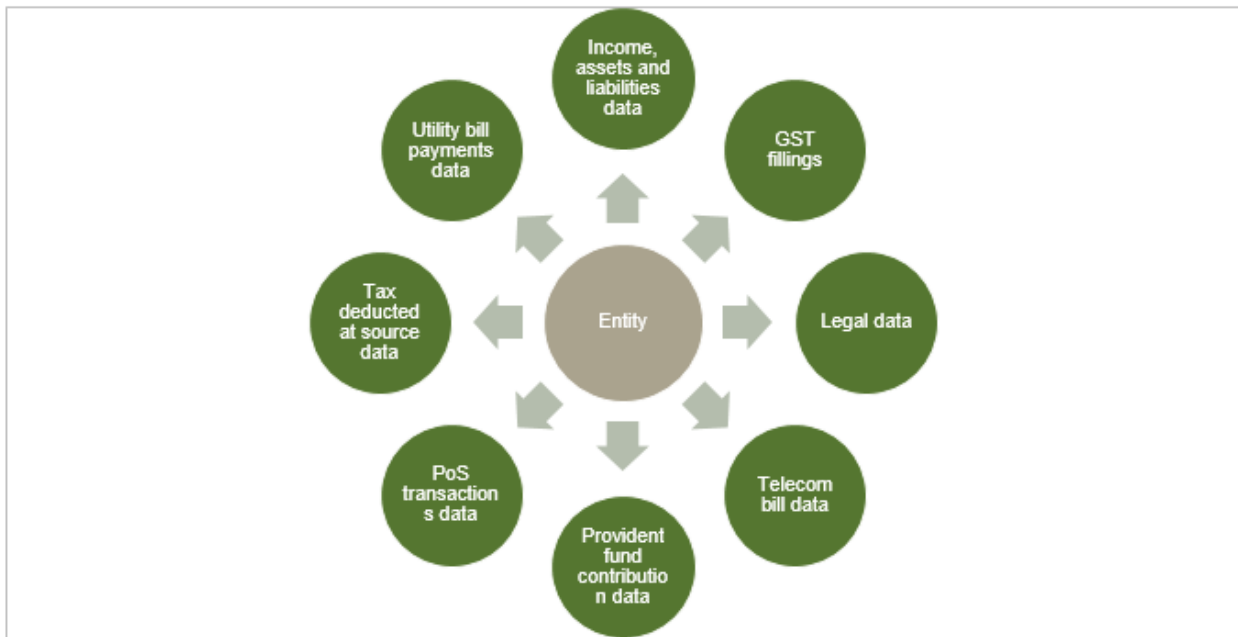 Income,
assets and
liabilities
data
GST
fillings
Legal data
Telecom
bill data
Provident
fund
contributio
n data
PoS
transaction
s data
Tax
deducted
at source
data
Utility bill
payments
data
Entity